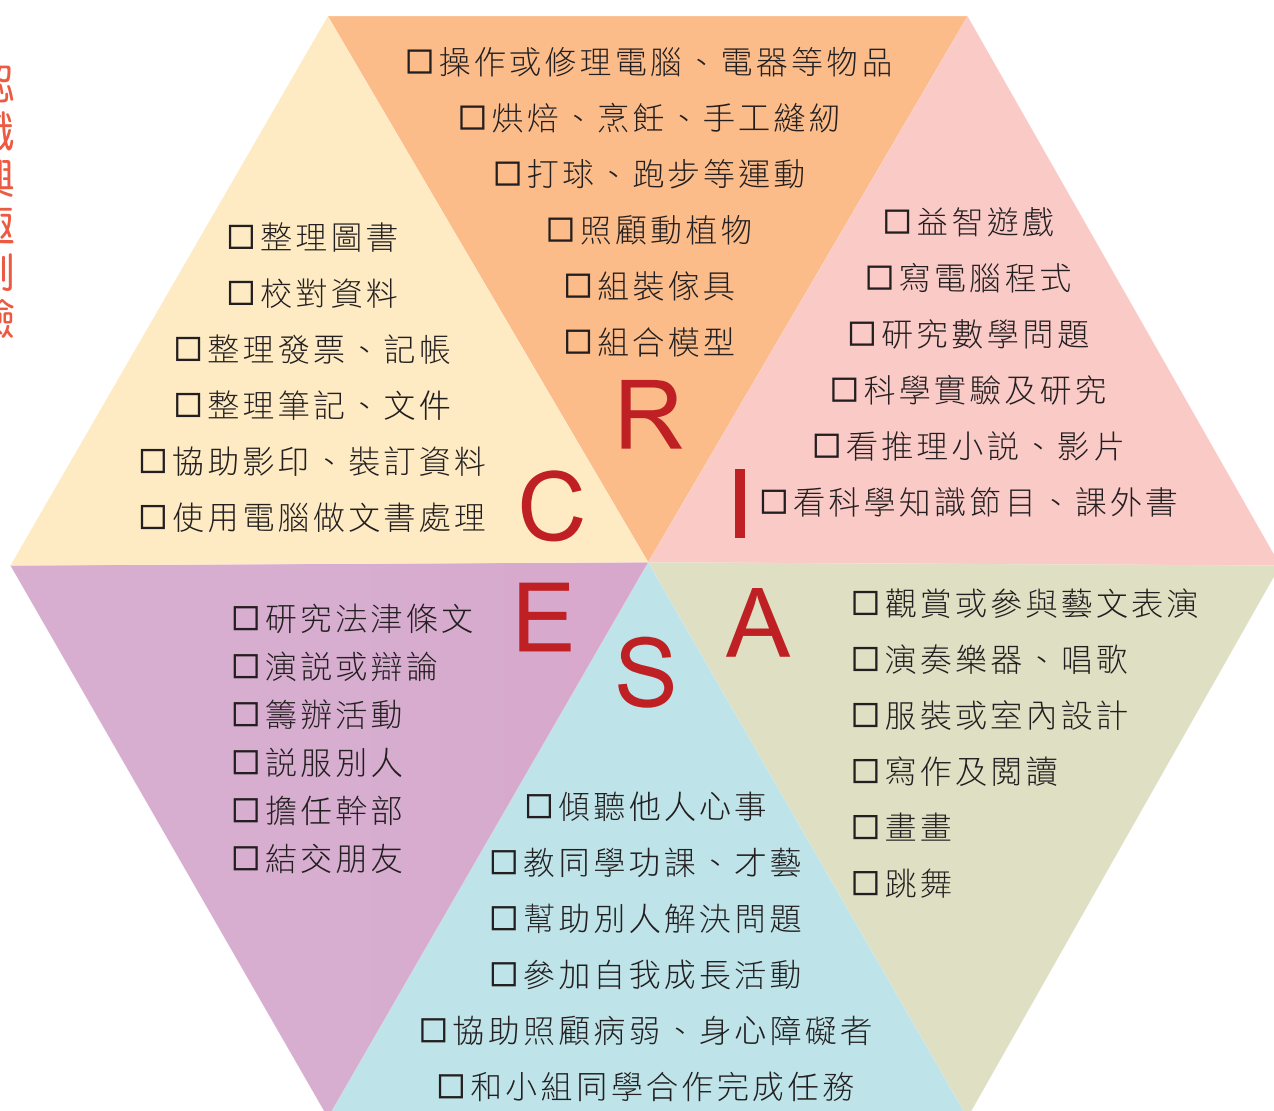 □操作或修理電腦、電器等物品
□烘焙、烹飪、手工縫紉
□打球、跑步等運動
□照顧動植物
□組裝傢具
□組合模型
R
□益智遊戲
□寫電腦程式
□研究數學問題
□科學實驗及研究
□看推理小說、影片
□看科學知識節目、課外書
I
□觀賞或參與藝文表演
□演奏樂器、唱歌
□服裝或室內設計
□寫作及閱讀
□畫畫
□跳舞
A
S
□傾聽他人心事
□教同學功課、才藝
□幫助別人解決問題
□參加自我成長活動
□協助照顧病弱、身心障礙者
□和小組同學合作完成任務
E
□研究法津條文
□演説或辯論
□籌辦活動
□説服別人
□擔任幹部
□結交朋友
C
□整理圖書
□校對資料
□整理發票、記帳
□整理筆記、文件
□協助影印、裝訂資料
□使用電腦做文書處理